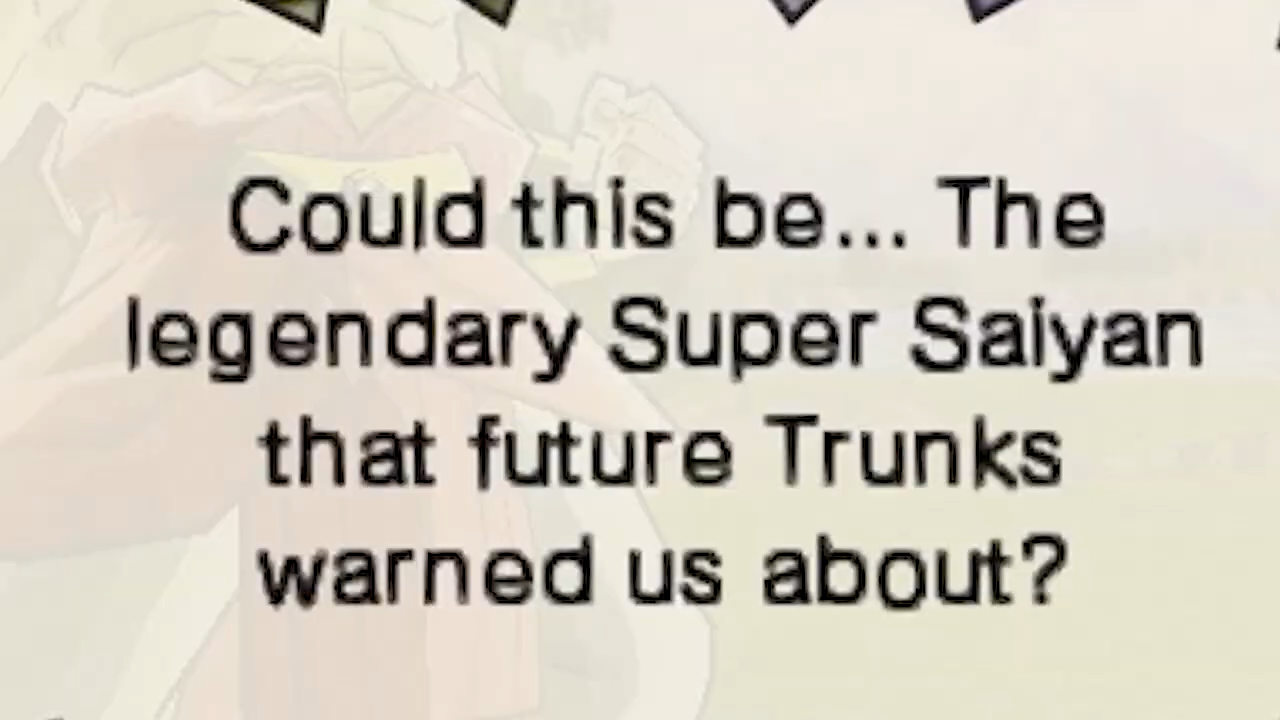 Could this be... The
legendary Super Saiyan
that future Trunks
warned us about?